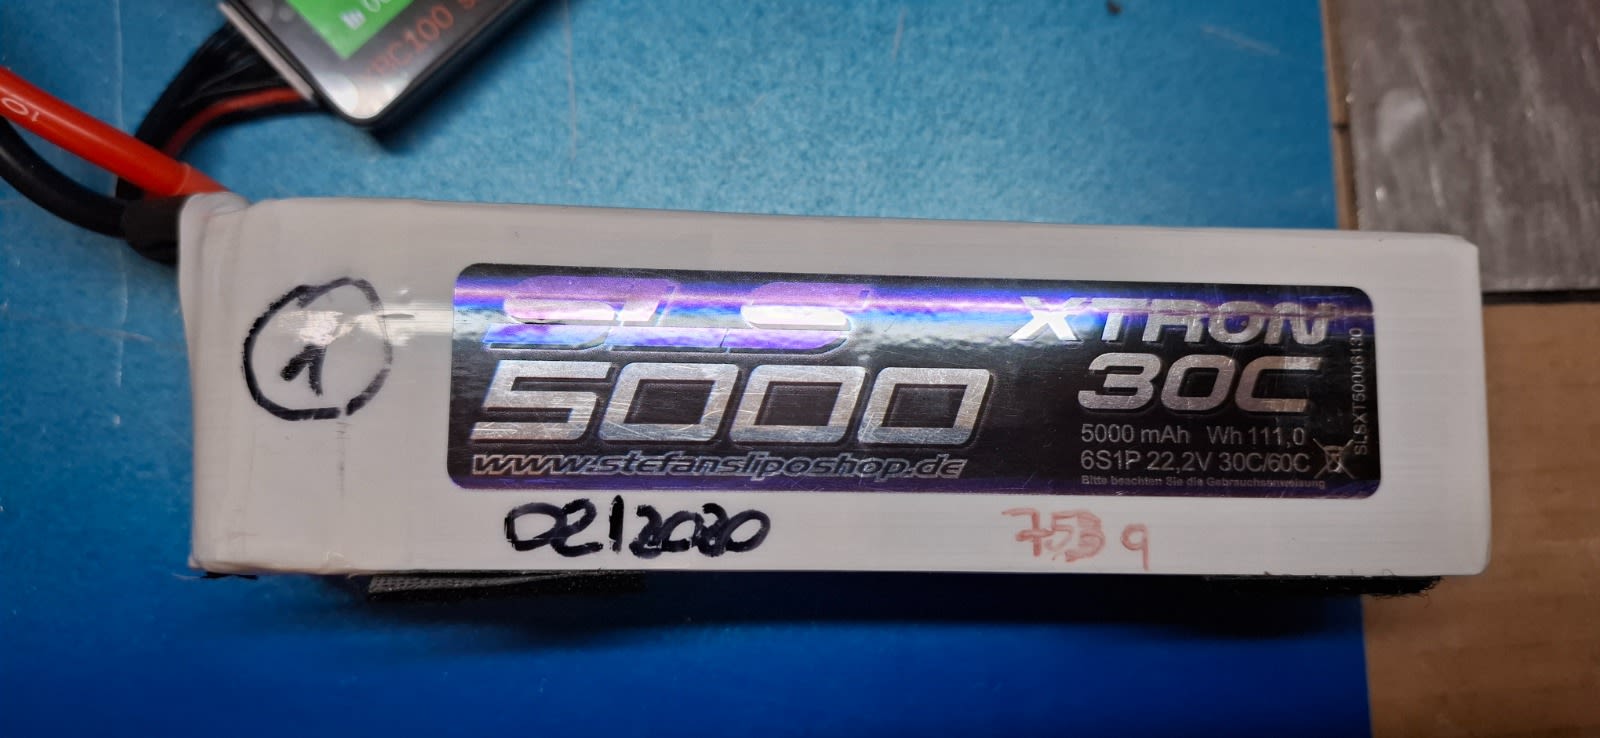 10
1
SLS
5000
www.stefansliposhop.de
XTRON
30C
5000 mAh Wh 111,0
6S1P 22,2V 30C/60C
Bitte beachten Sie die Gebrauchsanweisung
SLSXT50006130
02/2020
753 g